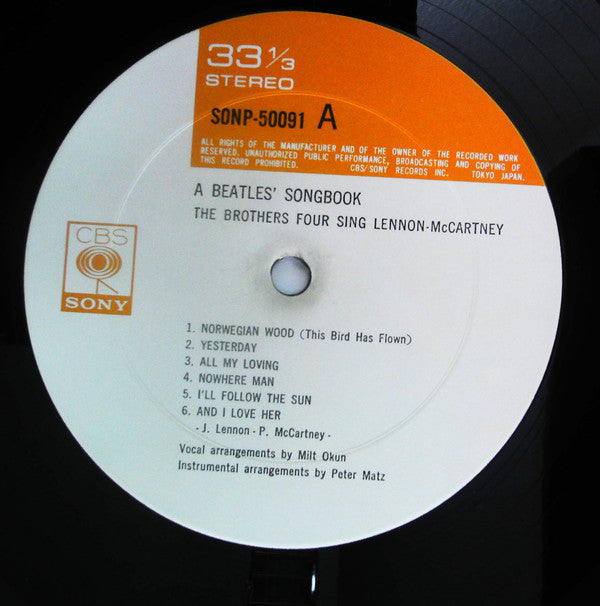 33 1/3
STEREO
SONP-50091 A
ALL RIGHTS OF THE MANUFACTURER AND OF THE OWNER OF THE RECORDED WORK
RESERVED. UNAUTHORIZED PUBLIC PERFORMANCE, BROADCASTING AND COPYING OF
THIS RECORD PROHIBITED. CBS/SONY RECORDS INC. TOKYO JAPAN.
A BEATLES' SONGBOOK
THE BROTHERS FOUR SING LENNON-McCARTNEY
CBS
SONY
1. NORWEGIAN WOOD (This Bird Has Flown)
2. YESTERDAY
3. ALL MY LOVING
4. NOWHERE MAN
5. I'LL FOLLOW THE SUN
6. AND I LOVE HER
- J. Lennon - P. McCartney -
Vocal arrangements by Milt Okun
Instrumental arrangements by Peter Matz